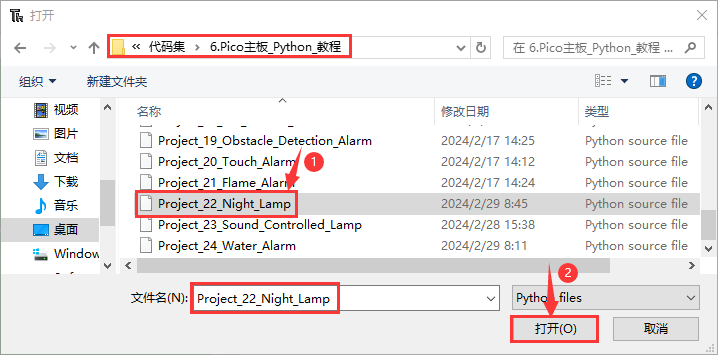 打开
« 代码集 › 6.Pico主板_Python_教程
在 6.Pico主板_Python_教程 ...
组织 新建文件夹
名称 修改日期 类型
视频
图片
文档
下载
音乐
桌面
Window
Project_19_Obstacle_Detection_Alarm 2024/2/17 14:25 Python source file
Project_20_Touch_Alarm 2024/2/17 14:12 Python source file
Project_21_Flame_Alarm 2024/2/17 14:24 Python source file
1
Project_22_Night_Lamp 2024/2/29 8:45 Python source file
Project_23_Sound_Controlled_Lamp 2024/2/28 15:38 Python source file
Project_24_Water_Alarm 2024/2/29 8:11 Python source file
2
文件名(N): Project_22_Night_Lamp Python files
打开(O) 取消